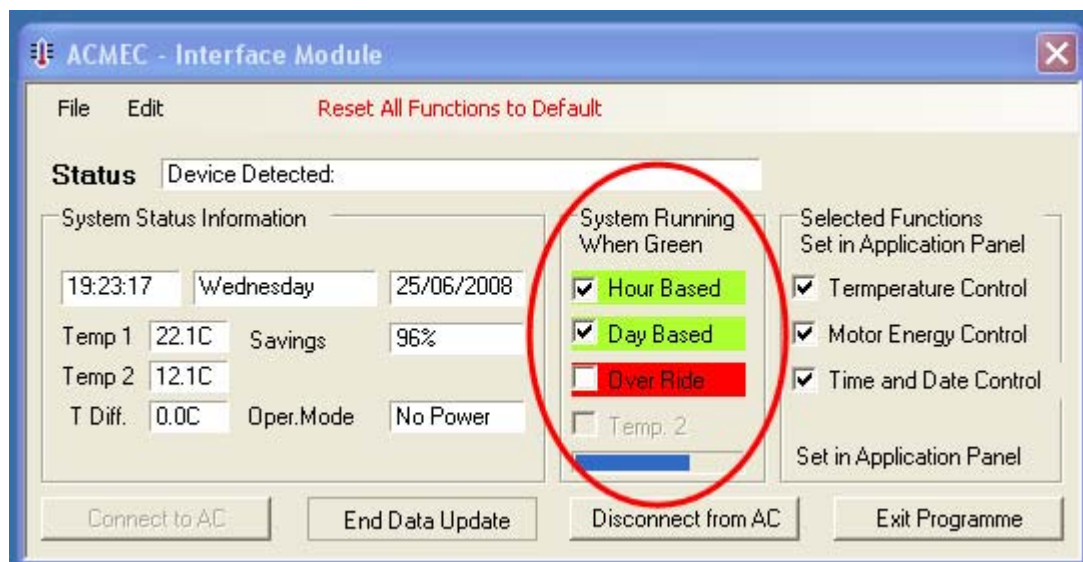 ACMEC - Interface Module
File Edit Reset All Functions to Default
Status Device Detected:
System Status Information
19:23:17 Wednesday 25/06/2008
Temp 1 22.1C Savings 96%
Temp 2 12.1C
T Diff. 0.0C Oper.Mode No Power
System Running
When Green
Hour Based
Day Based
Over Ride
Temp. 2
Selected Functions
Set in Application Panel
Termperature Control
Motor Energy Control
Time and Date Control
Set in Application Panel
Connect to AC End Data Update Disconnect from AC Exit Programme